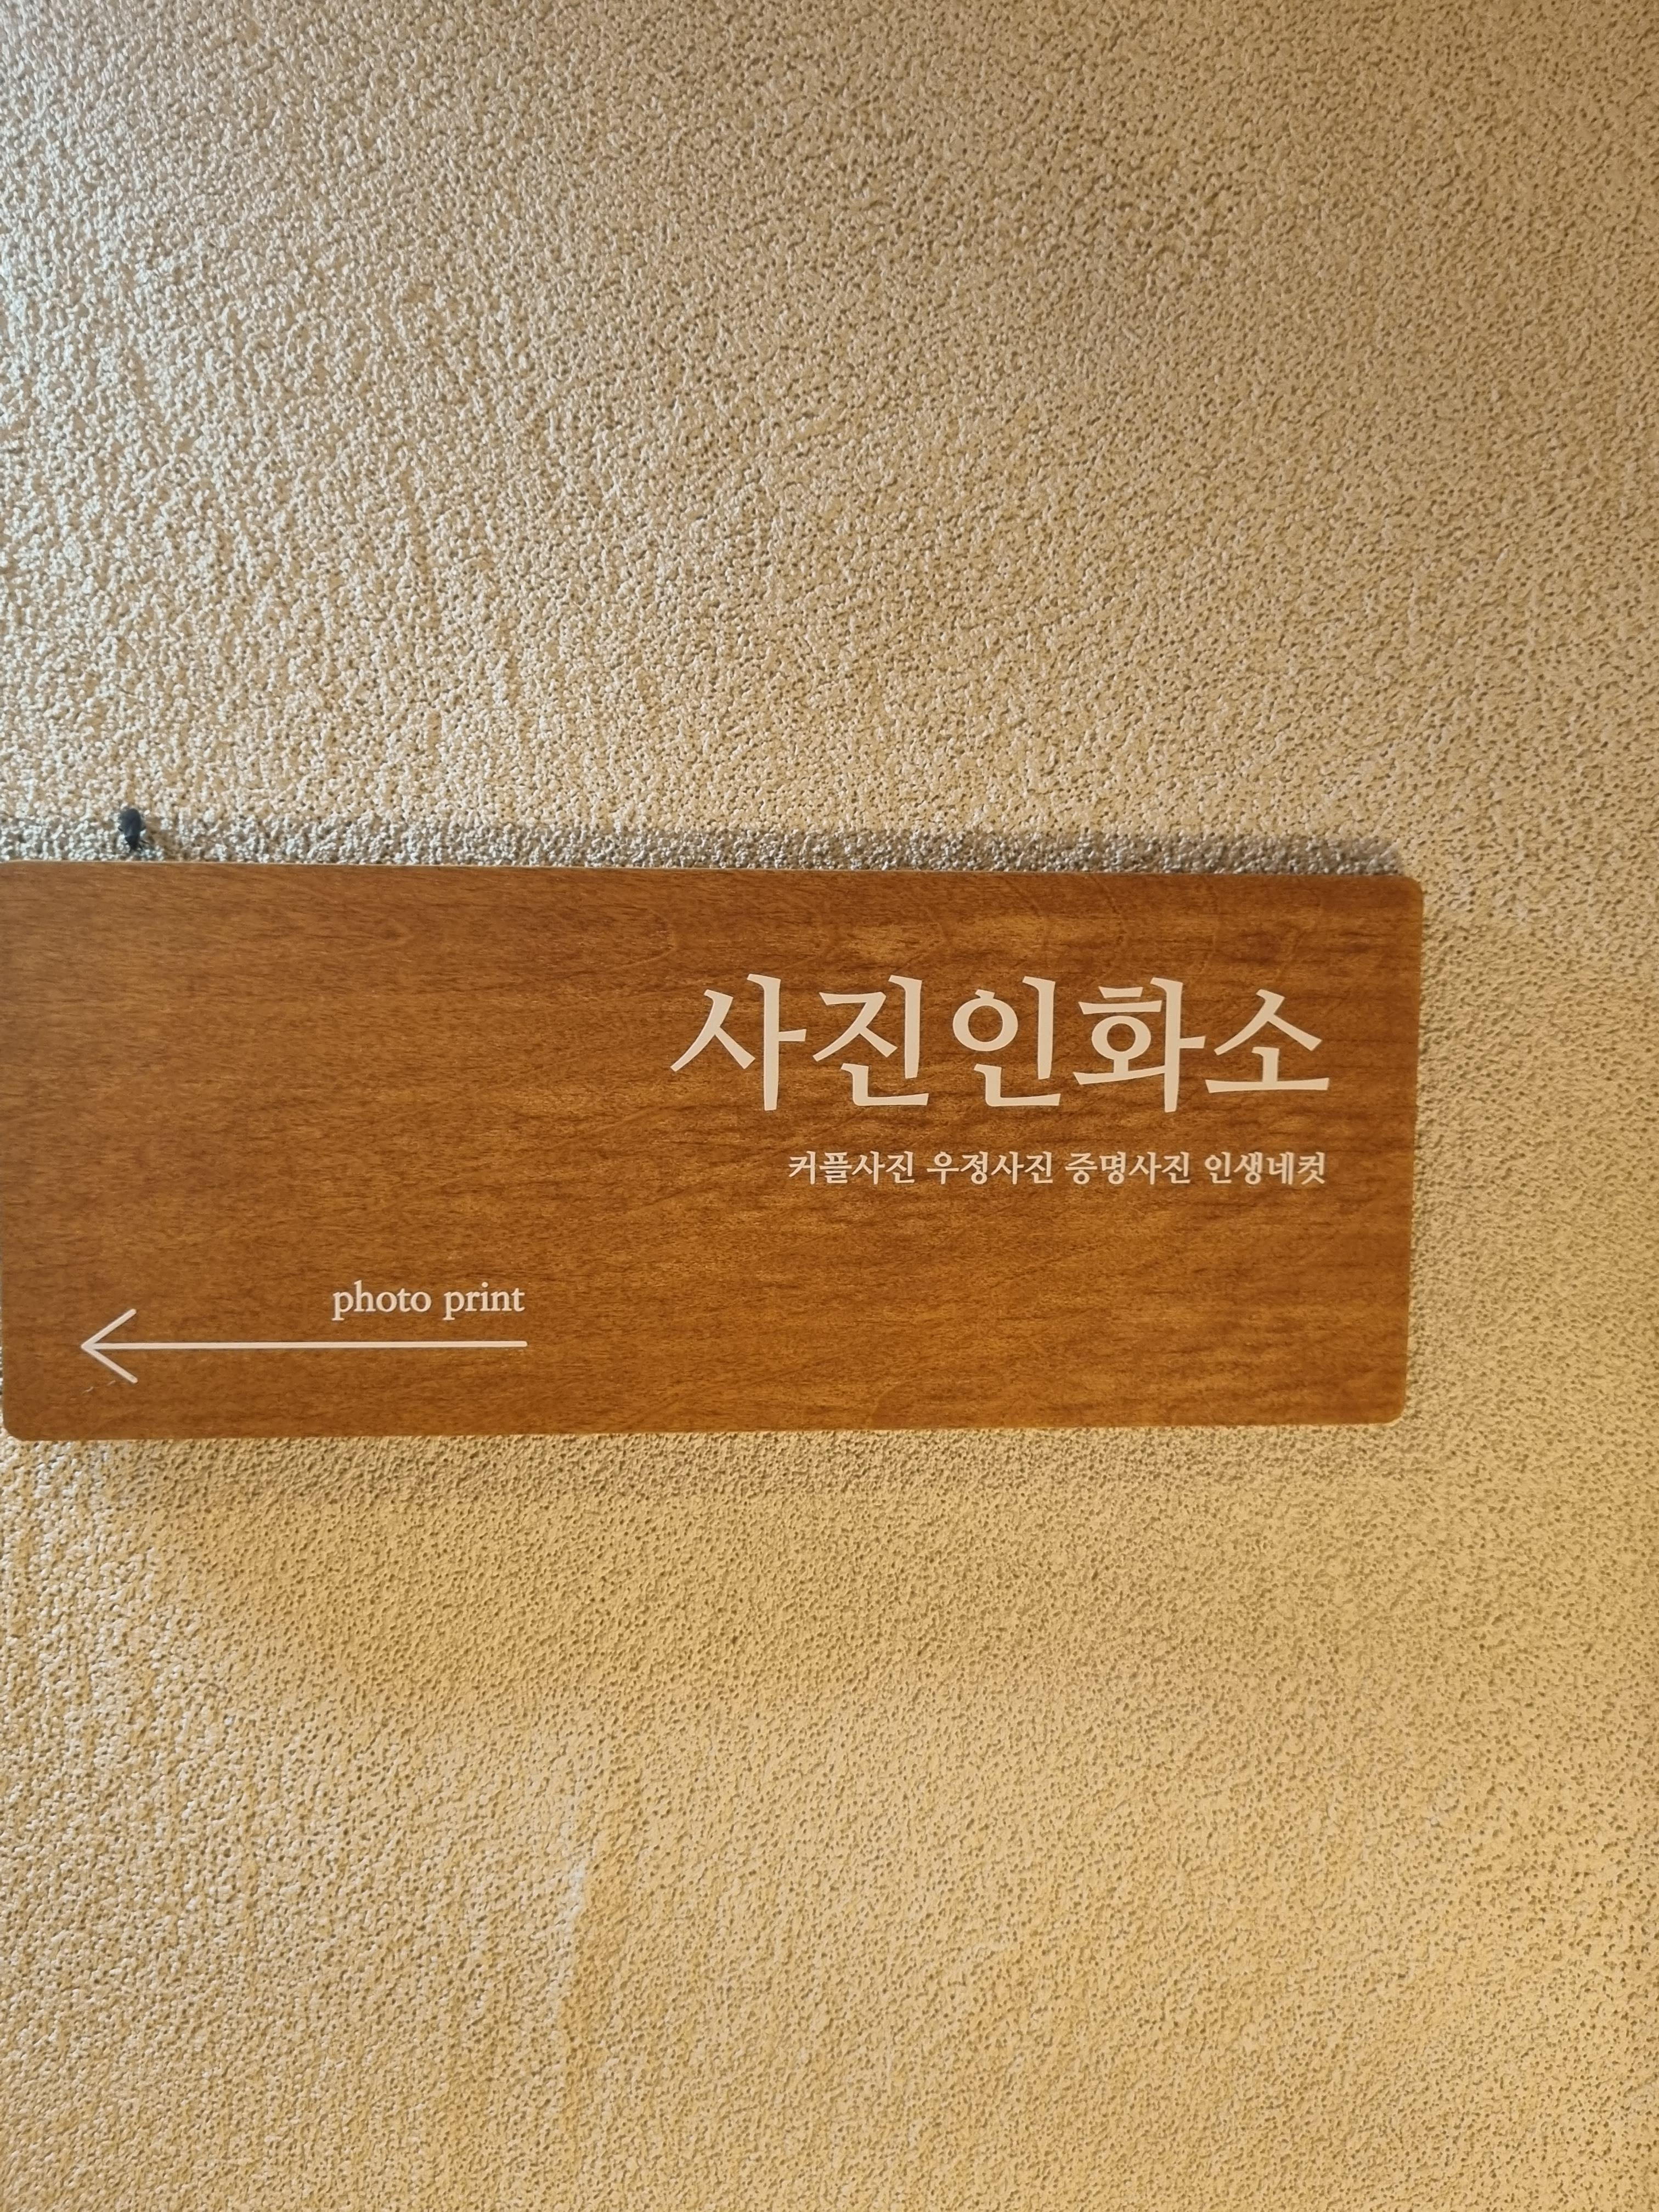 사진인화소
커플사진 우정사진 증명사진 인생네컷
photo print